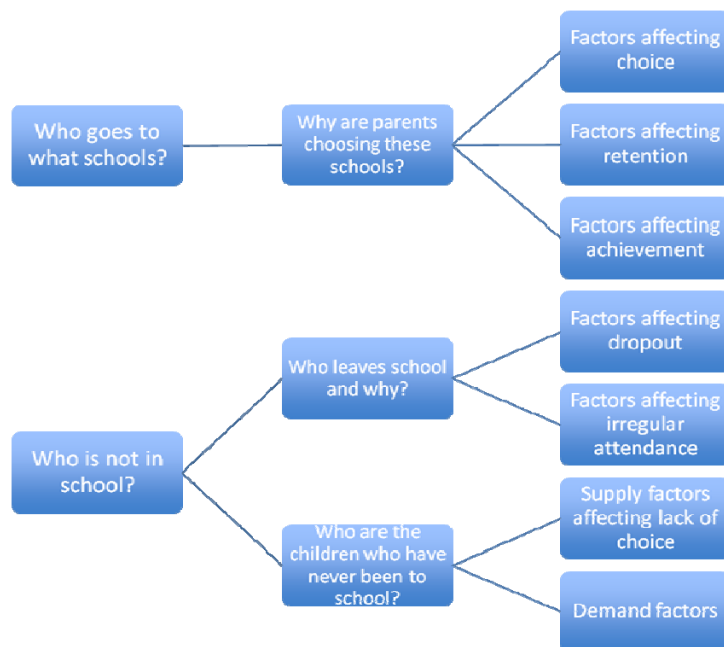 Who goes to
what schools?
Why are parents
choosing these
schools?
Factors affecting
choice
Factors affecting
retention
Factors affecting
achievement
Who is not in
school?
Who leaves school
and why?
Factors affecting
dropout
Factors affecting
irregular
attendance
Who are the
children who have
never been to
school?
Supply factors
affecting lack of
choice
Demand factors